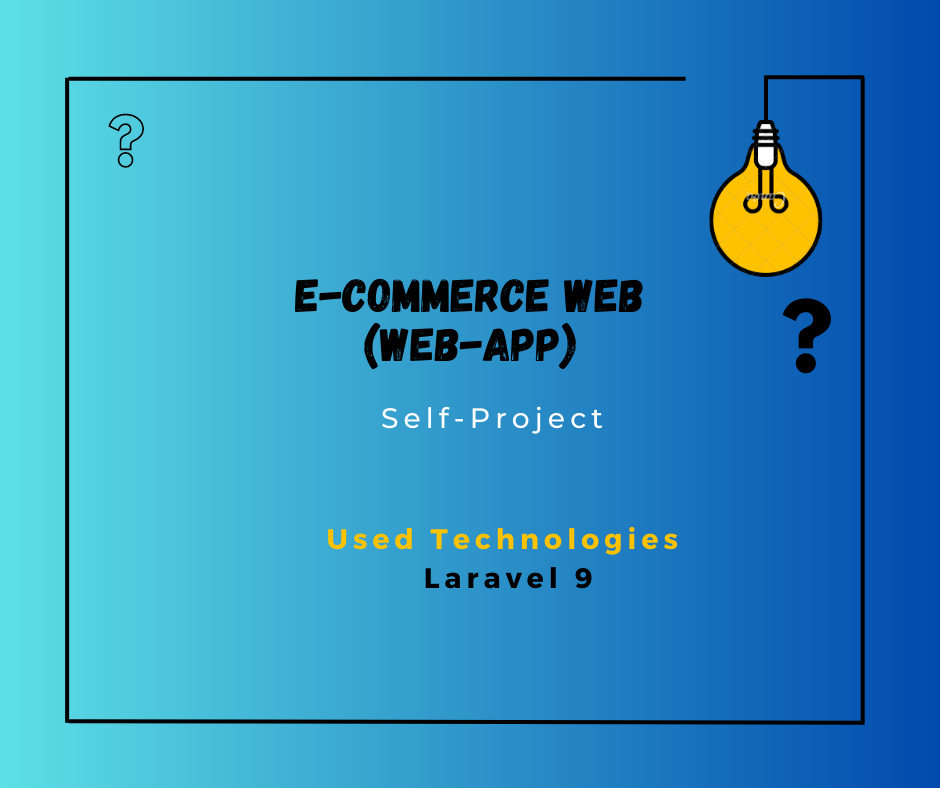 ?
E-COMMERCE WEB
(WEB-APP)
?
Self-Project
Used Technologies
Laravel 9